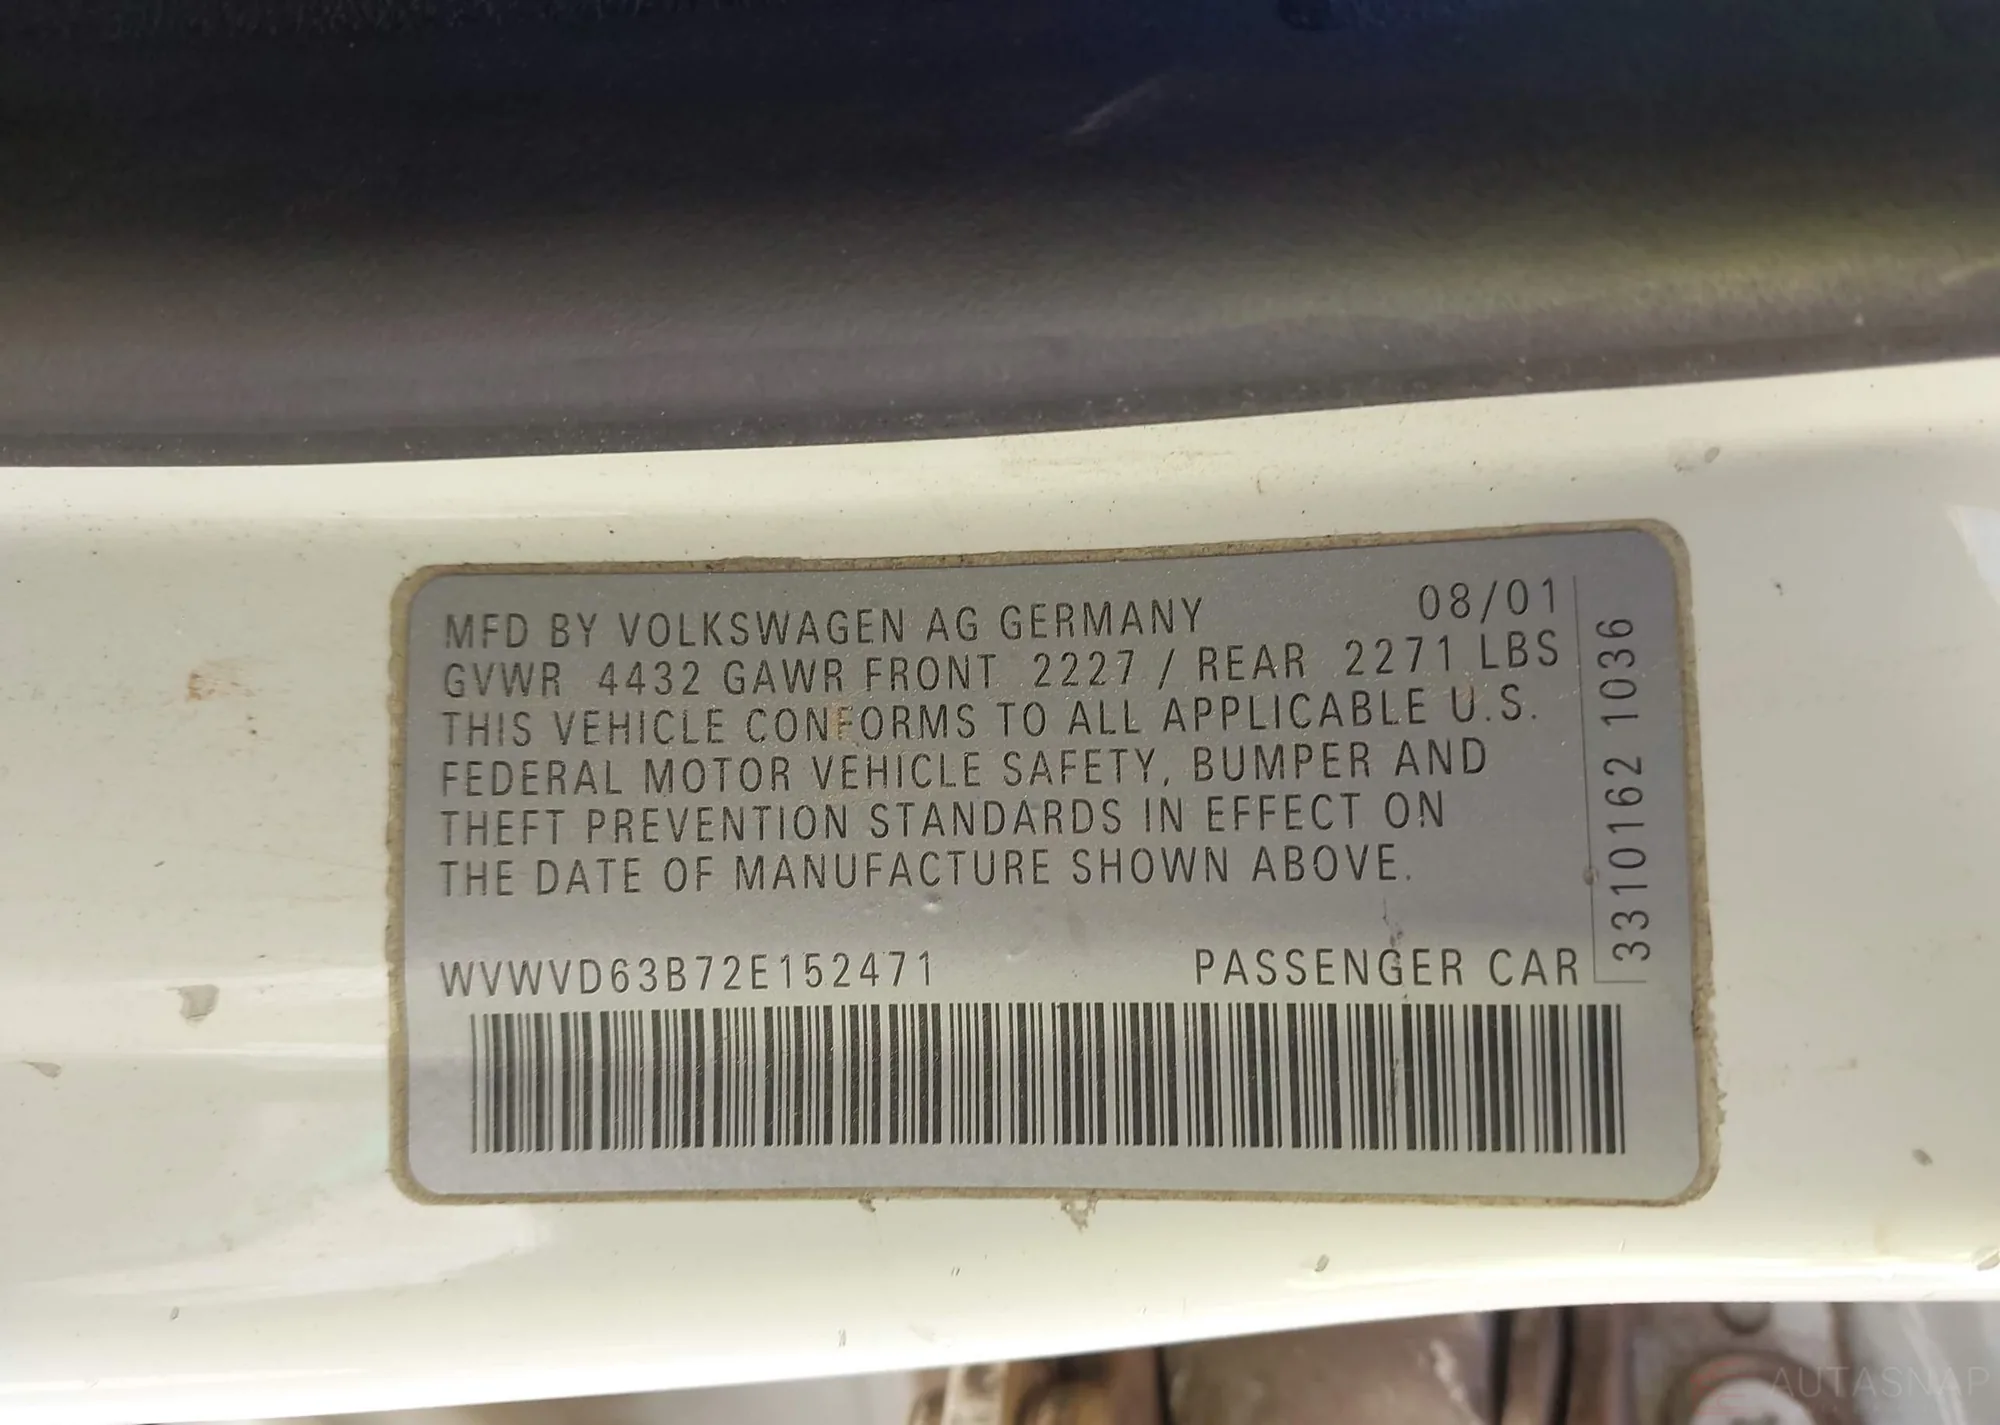 MFD BY VOLKSWAGEN AG GERMANY 08/01
GVWR 4432 GAWR FRONT 2227 / REAR 2271 LBS
THIS VEHICLE CONFORMS TO ALL APPLICABLE U.S.
FEDERAL MOTOR VEHICLE SAFETY, BUMPER AND
THEFT PREVENTION STANDARDS IN EFFECT ON
THE DATE OF MANUFACTURE SHOWN ABOVE.
WVWVD63B72E152471 PASSENGER CAR
3310162 1036
AUTASNAP